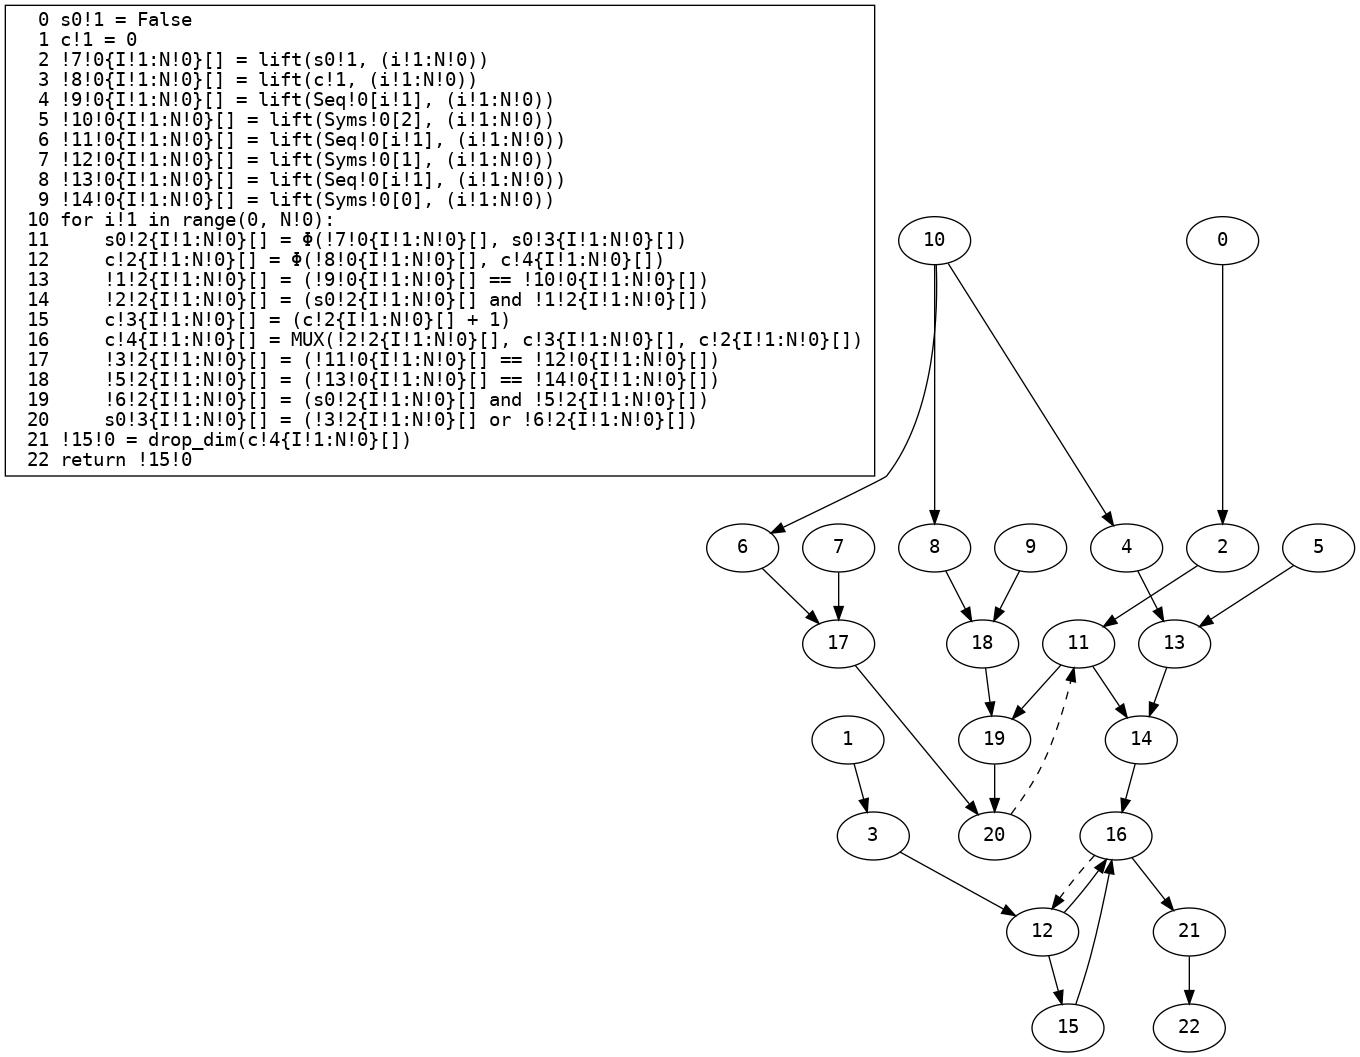 0 s0!1 = False
1 c!1 = 0
2 !7!0{I!1:N!0}[] = lift(s0!1, (i!1:N!0))
3 !8!0{I!1:N!0}[] = lift(c!1, (i!1:N!0))
4 !9!0{I!1:N!0}[] = lift(Seq!0[i!1], (i!1:N!0))
5 !10!0{I!1:N!0}[] = lift(Syms!0[2], (i!1:N!0))
6 !11!0{I!1:N!0}[] = lift(Seq!0[i!1], (i!1:N!0))
7 !12!0{I!1:N!0}[] = lift(Syms!0[1], (i!1:N!0))
8 !13!0{I!1:N!0}[] = lift(Seq!0[i!1], (i!1:N!0))
9 !14!0{I!1:N!0}[] = lift(Syms!0[0], (i!1:N!0))
10 for i!1 in range(0, N!0):
11     s0!2{I!1:N!0}[] = Φ(!7!0{I!1:N!0}[], s0!3{I!1:N!0}[])
12     c!2{I!1:N!0}[] = Φ(!8!0{I!1:N!0}[], c!4{I!1:N!0}[])
13     !1!2{I!1:N!0}[] = (!9!0{I!1:N!0}[] == !10!0{I!1:N!0}[])
14     !2!2{I!1:N!0}[] = (s0!2{I!1:N!0}[] and !1!2{I!1:N!0}[])
15     c!3{I!1:N!0}[] = (c!2{I!1:N!0}[] + 1)
16     c!4{I!1:N!0}[] = MUX(!2!2{I!1:N!0}[], c!3{I!1:N!0}[], c!2{I!1:N!0}[])
17     !3!2{I!1:N!0}[] = (!11!0{I!1:N!0}[] == !12!0{I!1:N!0}[])
18     !5!2{I!1:N!0}[] = (!13!0{I!1:N!0}[] == !14!0{I!1:N!0}[])
19     !6!2{I!1:N!0}[] = (s0!2{I!1:N!0}[] and !5!2{I!1:N!0}[])
20     s0!3{I!1:N!0}[] = (!3!2{I!1:N!0}[] or !6!2{I!1:N!0}[])
21 !15!0 = drop_dim(c!4{I!1:N!0}[])
22 return !15!0
10
0
6
7
8
9
4
2
5
17
18
11
13
1
19
14
3
20
16
12
21
15
22